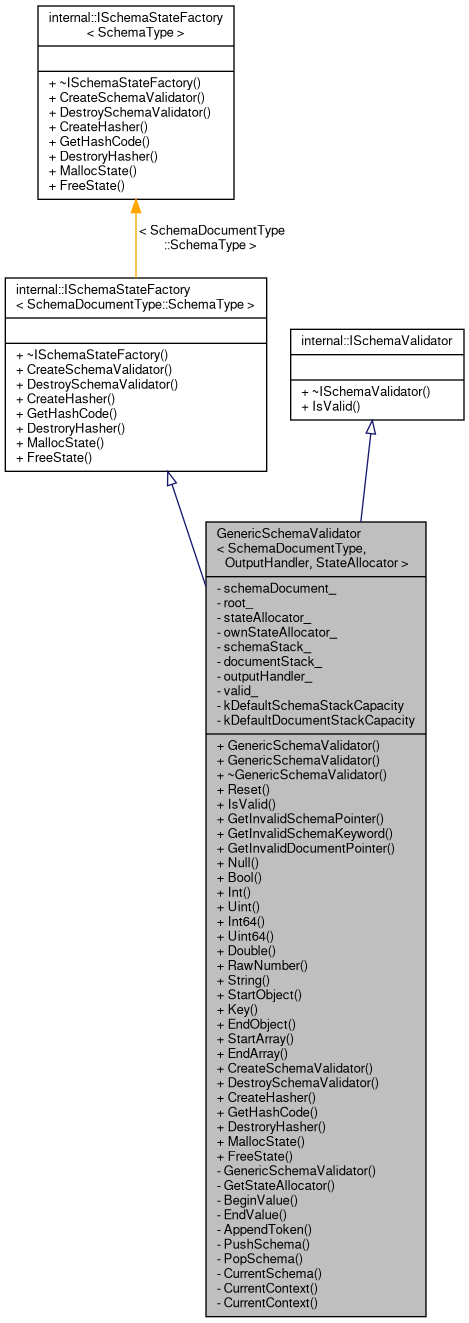 internal::ISchemaStateFactory
< SchemaType >
+ ~ISchemaStateFactory()
+ CreateSchemaValidator()
+ DestroySchemaValidator()
+ CreateHasher()
+ GetHashCode()
+ DestroryHasher()
+ MallocState()
+ FreeState()
< SchemaDocumentType
::SchemaType >
internal::ISchemaStateFactory
< SchemaDocumentType::SchemaType >
+ ~ISchemaStateFactory()
+ CreateSchemaValidator()
+ DestroySchemaValidator()
+ CreateHasher()
+ GetHashCode()
+ DestroryHasher()
+ MallocState()
+ FreeState()
internal::ISchemaValidator
+ ~ISchemaValidator()
+ IsValid()
GenericSchemaValidator
< SchemaDocumentType,
OutputHandler, StateAllocator >
- schemaDocument_
- root_
- stateAllocator_
- ownStateAllocator_
- schemaStack_
- documentStack_
- outputHandler_
- valid_
- kDefaultSchemaStackCapacity
- kDefaultDocumentStackCapacity
+ GenericSchemaValidator()
+ GenericSchemaValidator()
+ ~GenericSchemaValidator()
+ Reset()
+ IsValid()
+ GetInvalidSchemaPointer()
+ GetInvalidSchemaKeyword()
+ GetInvalidDocumentPointer()
+ Null()
+ Bool()
+ Int()
+ Uint()
+ Int64()
+ Uint64()
+ Double()
+ RawNumber()
+ String()
+ StartObject()
+ Key()
+ EndObject()
+ StartArray()
+ EndArray()
+ CreateSchemaValidator()
+ DestroySchemaValidator()
+ CreateHasher()
+ GetHashCode()
+ DestroryHasher()
+ MallocState()
+ FreeState()
- GenericSchemaValidator()
- GetStateAllocator()
- BeginValue()
- EndValue()
- AppendToken()
- PushSchema()
- PopSchema()
- CurrentSchema()
- CurrentContext()
- CurrentContext()